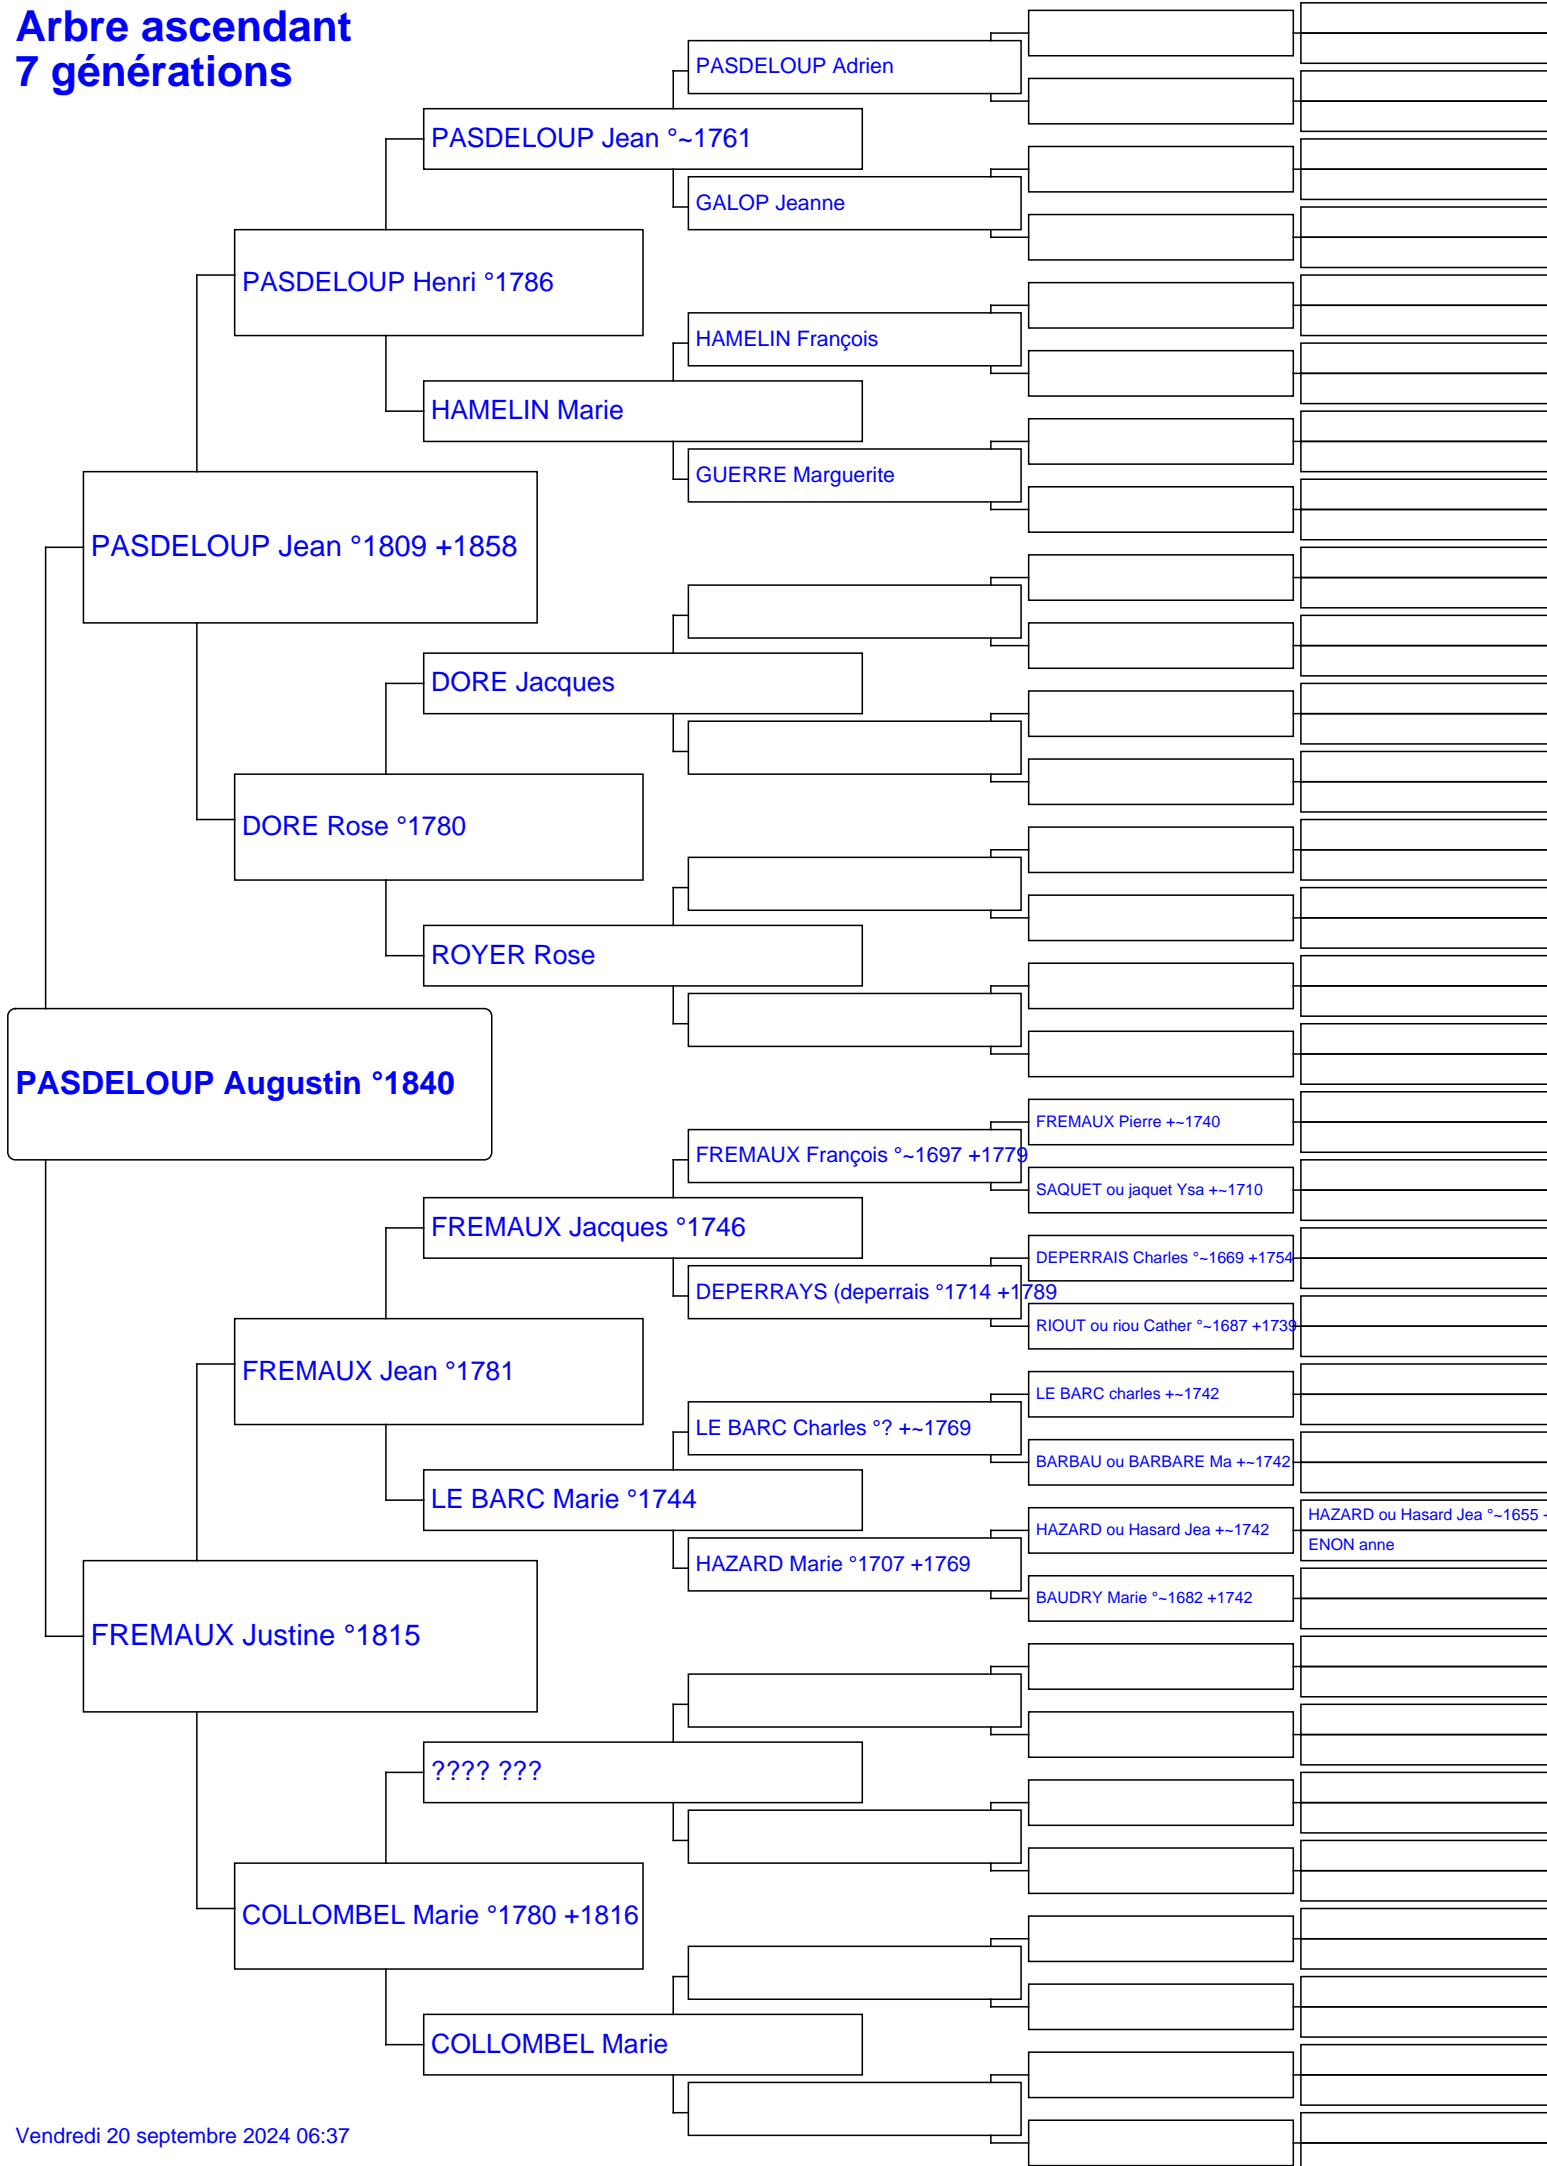 Arbre ascendant
7 générations
PASDELOUP Adrien
PASDELOUP Jean °~1761
GALOP Jeanne
PASDELOUP Henri °1786
HAMELIN François
HAMELIN Marie
GUERRE Marguerite
PASDELOUP Jean °1809 +1858
DORE Jacques
DORE Rose °1780
ROYER Rose
PASDELOUP Augustin °1840
FREMAUX Pierre +~1740
FREMAUX François °~1697 +1779
SAQUET ou jaquet Ysa +~1710
FREMAUX Jacques °1746
DEPERRAIS Charles °~1669 +1754
DEPERRAYS (deperrais °1714 +1789
RIOUT ou riou Cather °~1687 +1739
FREMAUX Jean °1781
LE BARC charles +~1742
LE BARC Charles °? +~1769
BARBAU ou BARBARE Ma +~1742
LE BARC Marie °1744
HAZARD ou Hasard Jea °~1655 +
HAZARD ou Hasard Jea +~1742
ENON anne
HAZARD Marie °1707 +1769
BAUDRY Marie °~1682 +1742
FREMAUX Justine °1815
???? ???
COLLOMBEL Marie °1780 +1816
COLLOMBEL Marie
Vendredi 20 septembre 2024 06:37